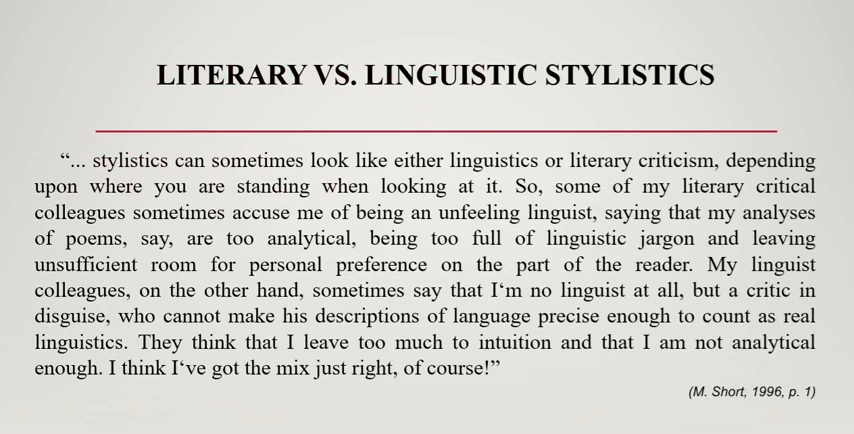 LITERARY VS. LINGUISTIC STYLISTICS
“... stylistics can sometimes look like either linguistics or literary criticism, depending
upon where you are standing when looking at it. So, some of my literary critical
colleagues sometimes accuse me of being an unfeeling linguist, saying that my analyses
of poems, say, are too analytical, being too full of linguistic jargon and leaving
unsufficient room for personal preference on the part of the reader. My linguist
colleagues, on the other hand, sometimes say that I‘m no linguist at all, but a critic in
disguise, who cannot make his descriptions of language precise enough to count as real
linguistics. They think that I leave too much to intuition and that I am not analytical
enough. I think I‘ve got the mix just right, of course!”
(M. Short, 1996, p. 1)